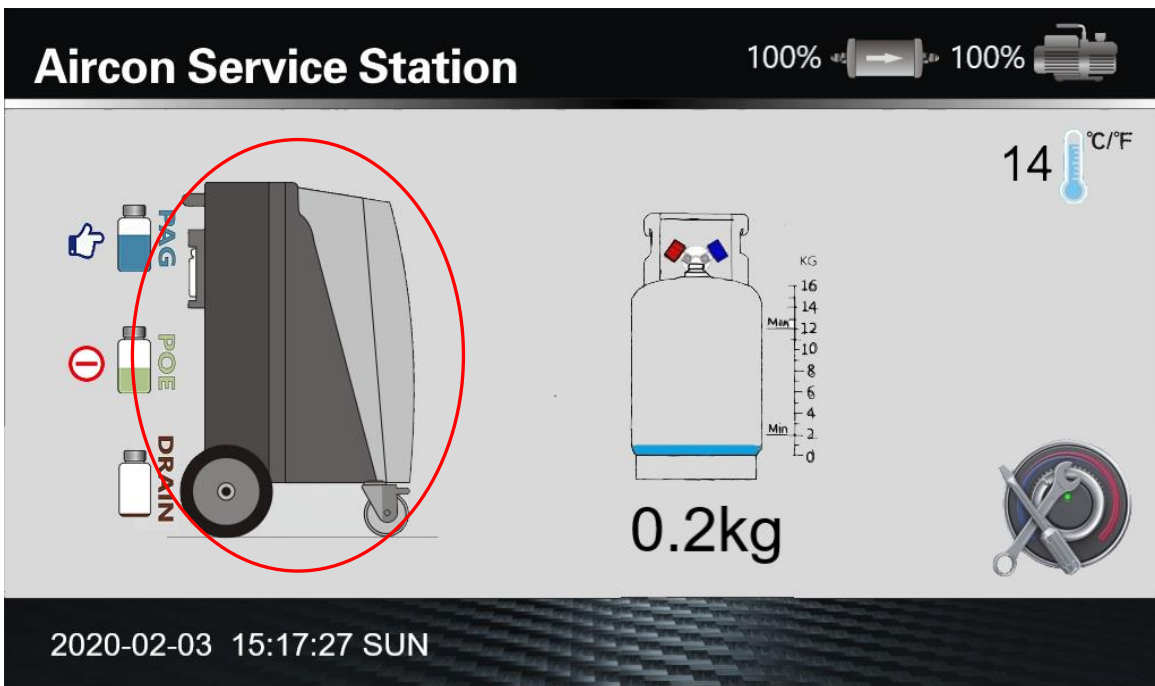 Aircon Service Station
100%
100%
14 °C/°F
PAG
POE
DRAIN
KG
16
14
Max 12
10
8
6
4
Min 2
0
0.2kg
2020-02-03 15:17:27 SUN